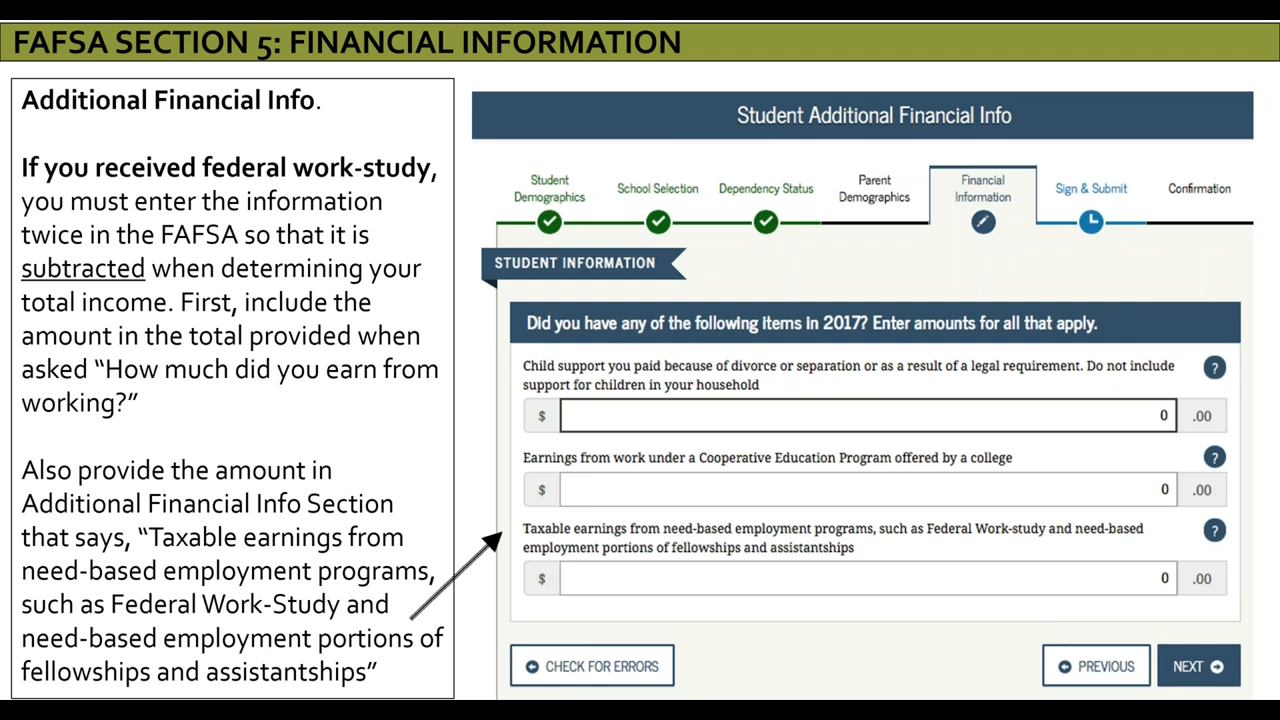 FAFSA SECTION 5: FINANCIAL INFORMATION
Additional Financial Info.
If you received federal work-study,
you must enter the information
twice in the FAFSA so that it is
subtracted when determining your
total income. First, include the
amount in the total provided when
asked “How much did you earn from
working?”
Also provide the amount in
Additional Financial Info Section
that says, “Taxable earnings from
need-based employment programs,
such as Federal Work-Study and
need-based employment portions of
fellowships and assistantships”
Student Additional Financial Info
Student
Demographics
School Selection
Dependency Status
Parent
Demographics
Financial
Information
Sign & Submit
Confirmation
STUDENT INFORMATION
Did you have any of the following items in 2017? Enter amounts for all that apply.
Child support you paid because of divorce or separation or as a result of a legal requirement. Do not include
support for children in your household
?
$ 0 .00
Earnings from work under a Cooperative Education Program offered by a college
?
$ 0 .00
Taxable earnings from need-based employment programs, such as Federal Work-study and need-based
employment portions of fellowships and assistantships
?
$ 0 .00
CHECK FOR ERRORS
PREVIOUS
NEXT